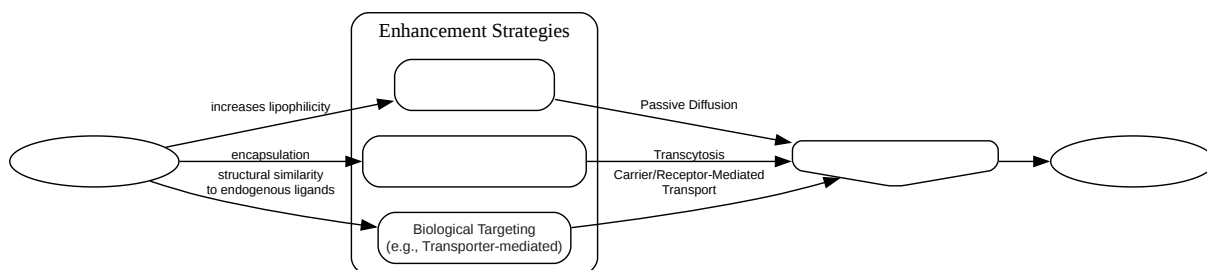 Enhancement Strategies
increases lipophilicity
Passive Diffusion
encapsulation
Transcytosis
structural similarity
to endogenous ligands
Carrier/Receptor-Mediated
Transport
Biological Targeting
(e.g., Transporter-mediated)